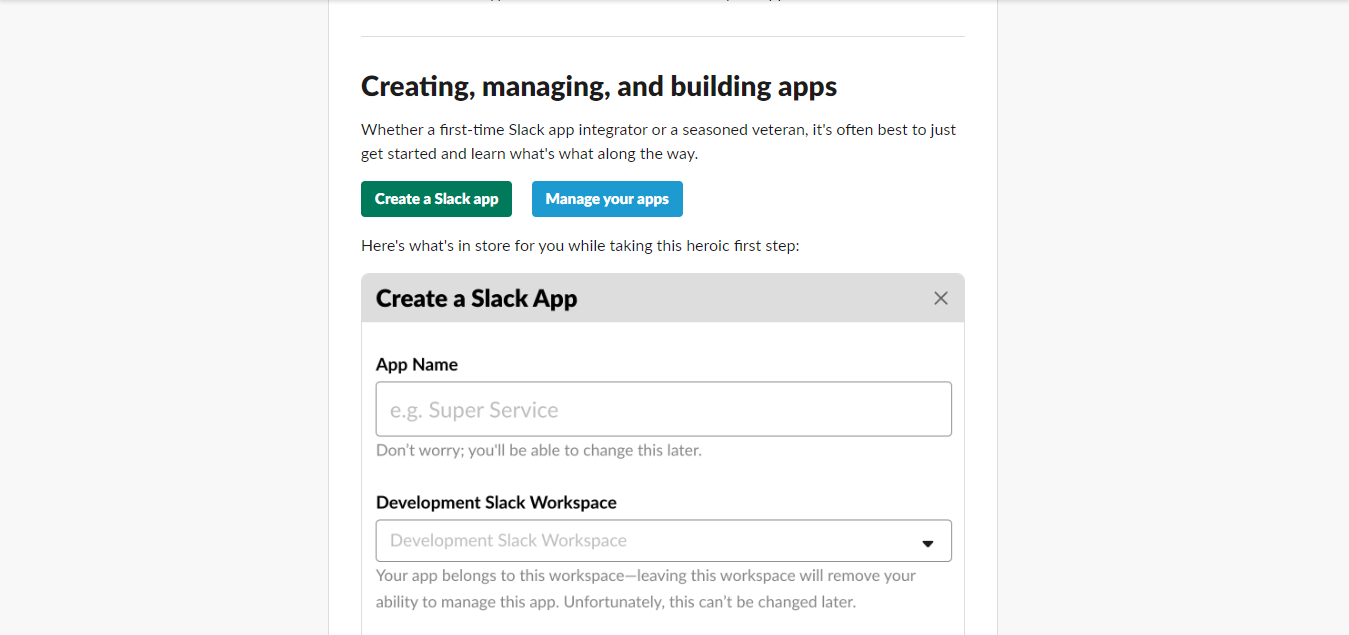 Creating, managing, and building apps
Whether a first-time Slack app integrator or a seasoned veteran, it's often best to just
get started and learn what's what along the way.
Create a Slack app
Manage your apps
Here's what's in store for you while taking this heroic first step:
Create a Slack App
App Name
e.g. Super Service
Don't worry; you'll be able to change this later.
Development Slack Workspace
Development Slack Workspace
Your app belongs to this workspace—leaving this workspace will remove your
ability to manage this app. Unfortunately, this can't be changed later.